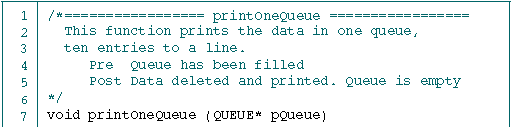 1 /*================= printOneQueue =================
2 This function prints the data in one queue,
3 ten entries to a line.
4 Pre  Queue has been filled
5 Post Data deleted and printed. Queue is empty
6 */
7 void printOneQueue (QUEUE* pQueue)